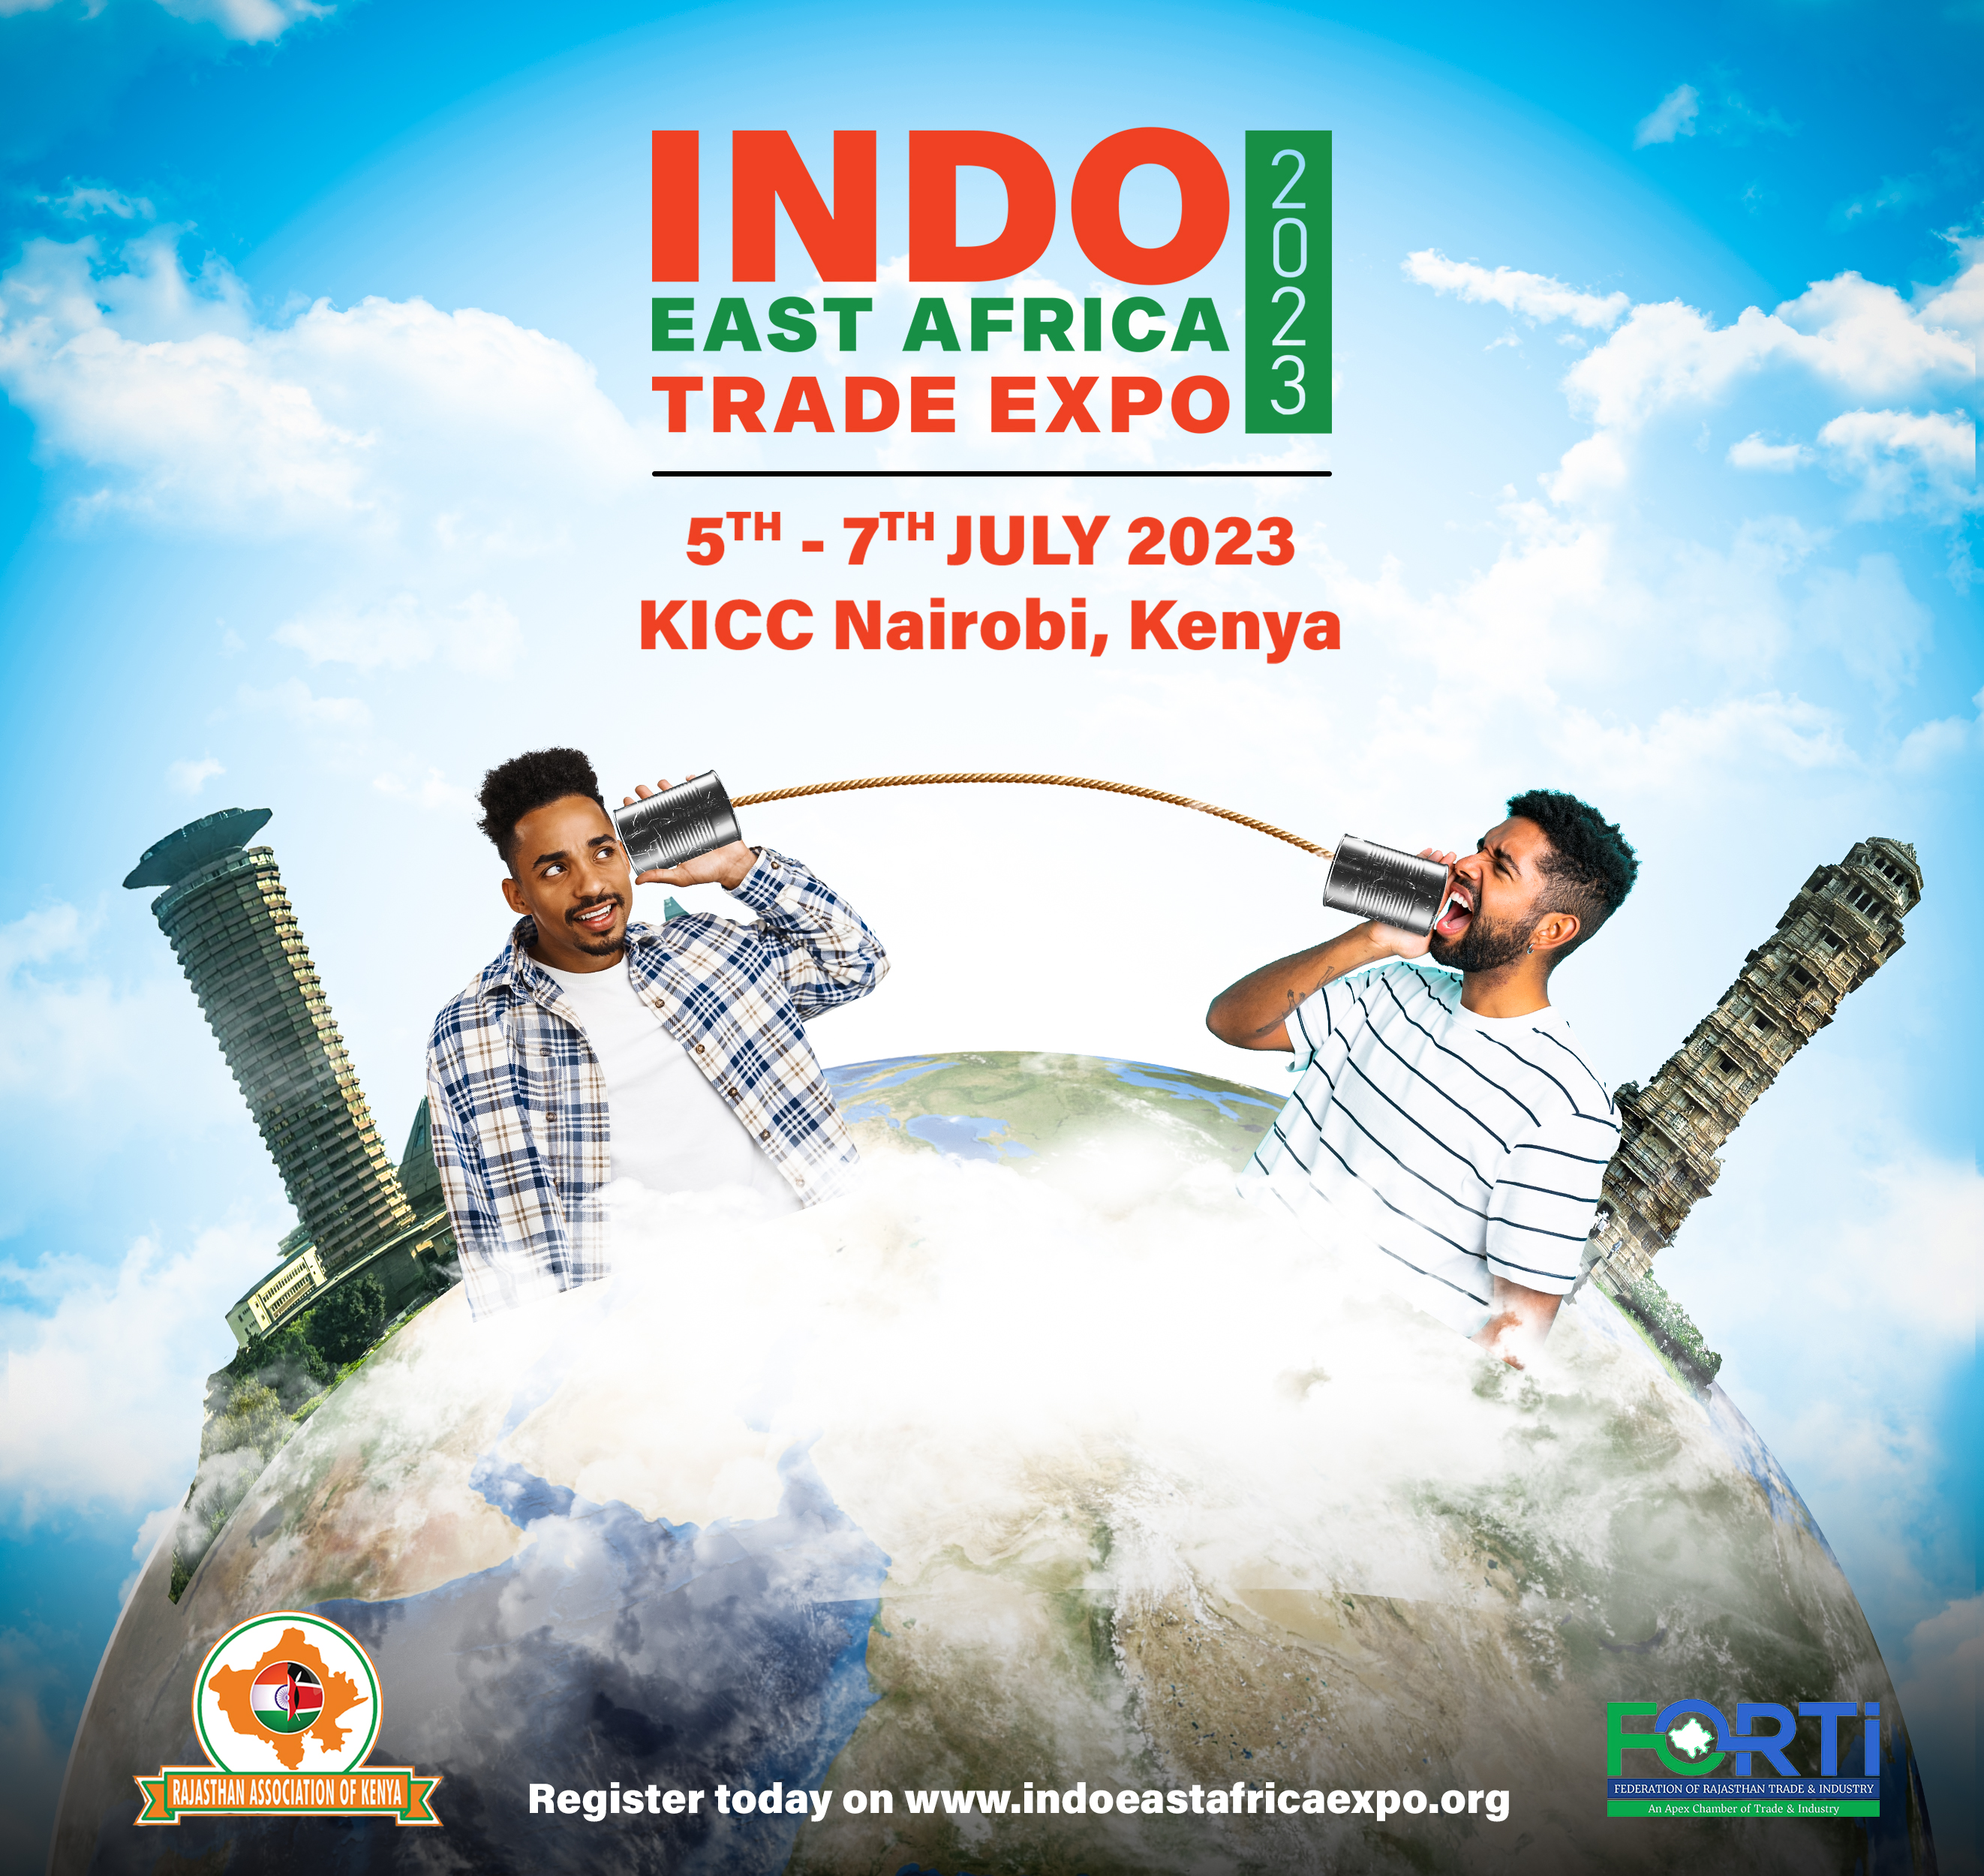 INDO
EAST AFRICA
TRADE EXPO
2023
5TH - 7TH JULY 2023
KICC Nairobi, Kenya
RAJASTHAN ASSOCIATION OF KENYA
Register today on www.indoeastafricaexpo.org
FORTi
FEDERATION OF RAJASTHAN TRADE & INDUSTRY
An Apex Chamber of Trade & Industry